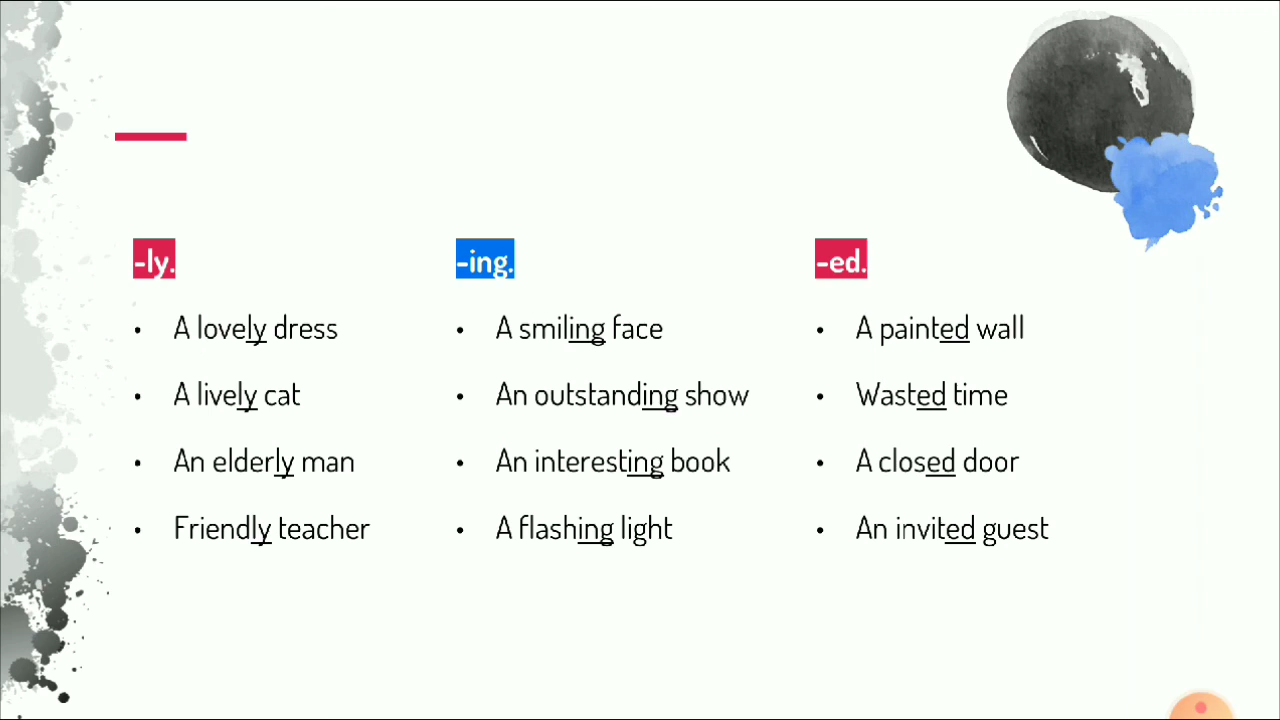 -ly.
• A lovely dress
• A lively cat
• An elderly man
• Friendly teacher
-ing.
• A smiling face
• An outstanding show
• An interesting book
• A flashing light
-ed.
• A painted wall
• Wasted time
• A closed door
• An invited guest